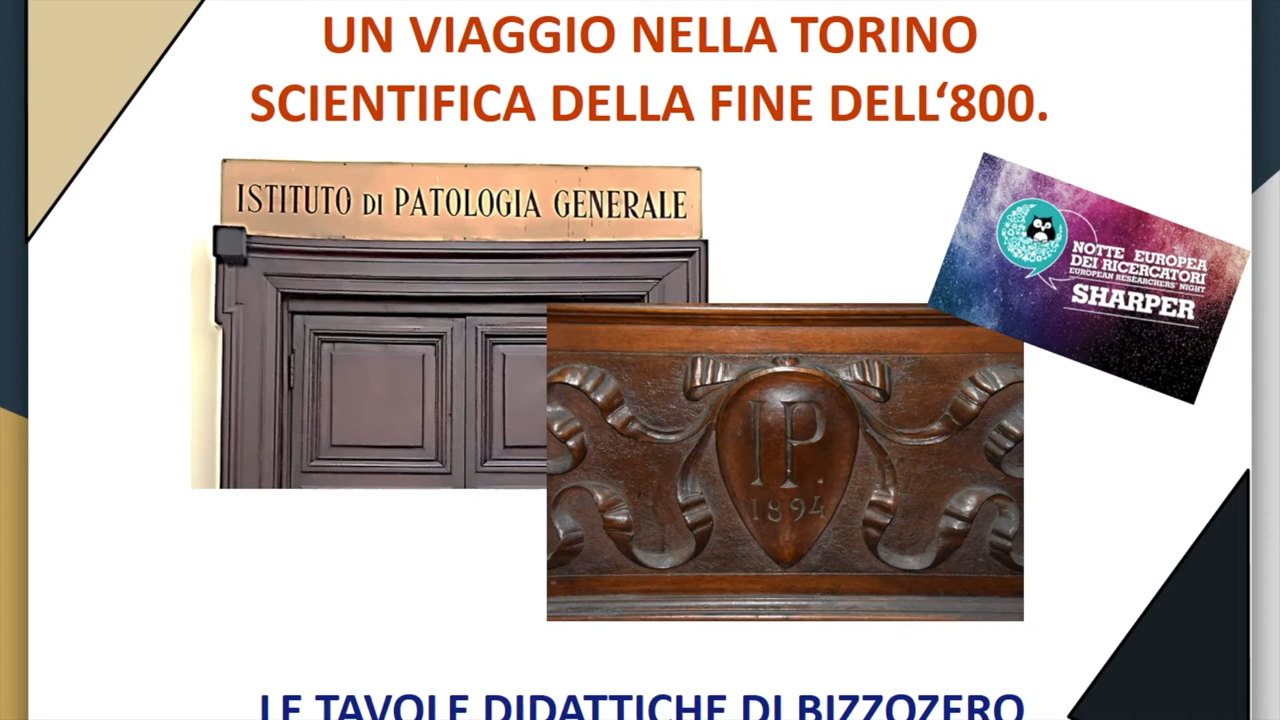 UN VIAGGIO NELLA TORINO
SCIENTIFICA DELLA FINE DELL‘800.
ISTITUTO DI PATOLOGIA GENERALE
NOTTE EUROPEA
DEI RICERCATORI
EUROPEAN RESEARCHERS' NIGHT
SHARPER
IP.
1894
LE TAVOLE DIDATTICHE DI BIZZOZERO